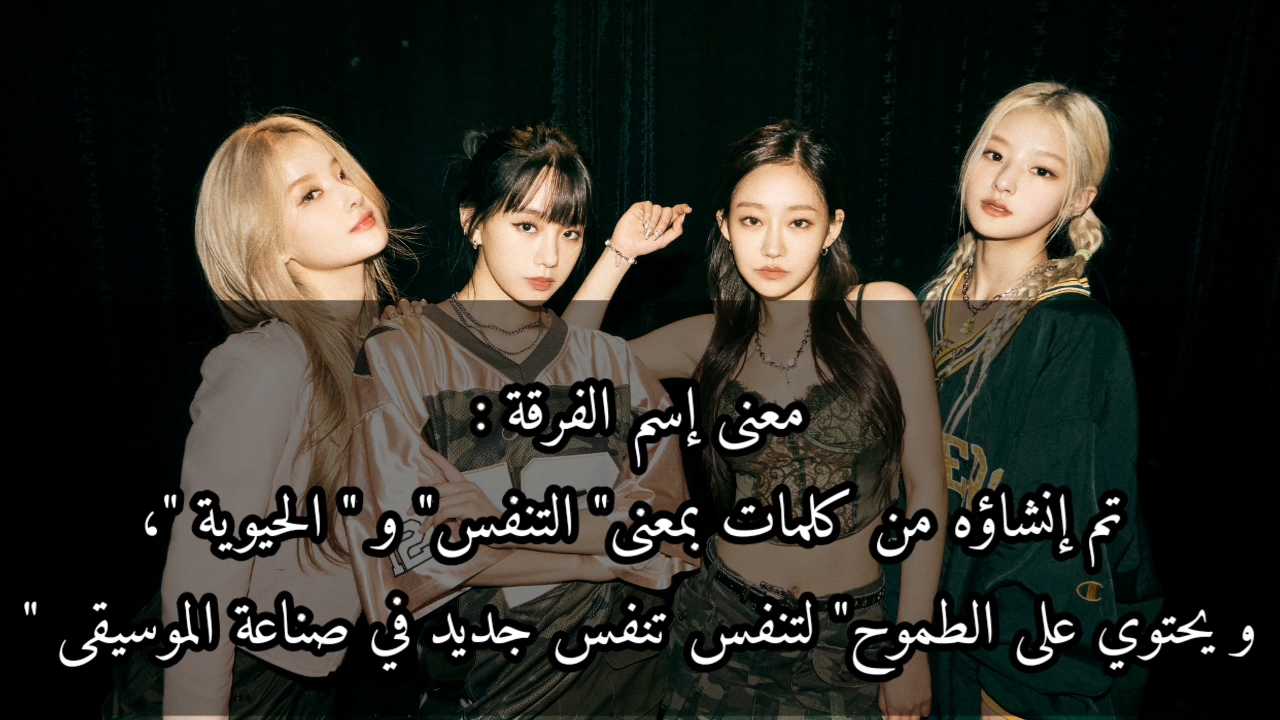 معنى إسم الفرقة :
تم إنشاؤه من كلمات بمعنى" التنفس" و " الحيوية "،
و يحتوي على الطموح" لتنفس تنفس جديد في صناعة الموسيقى "
12